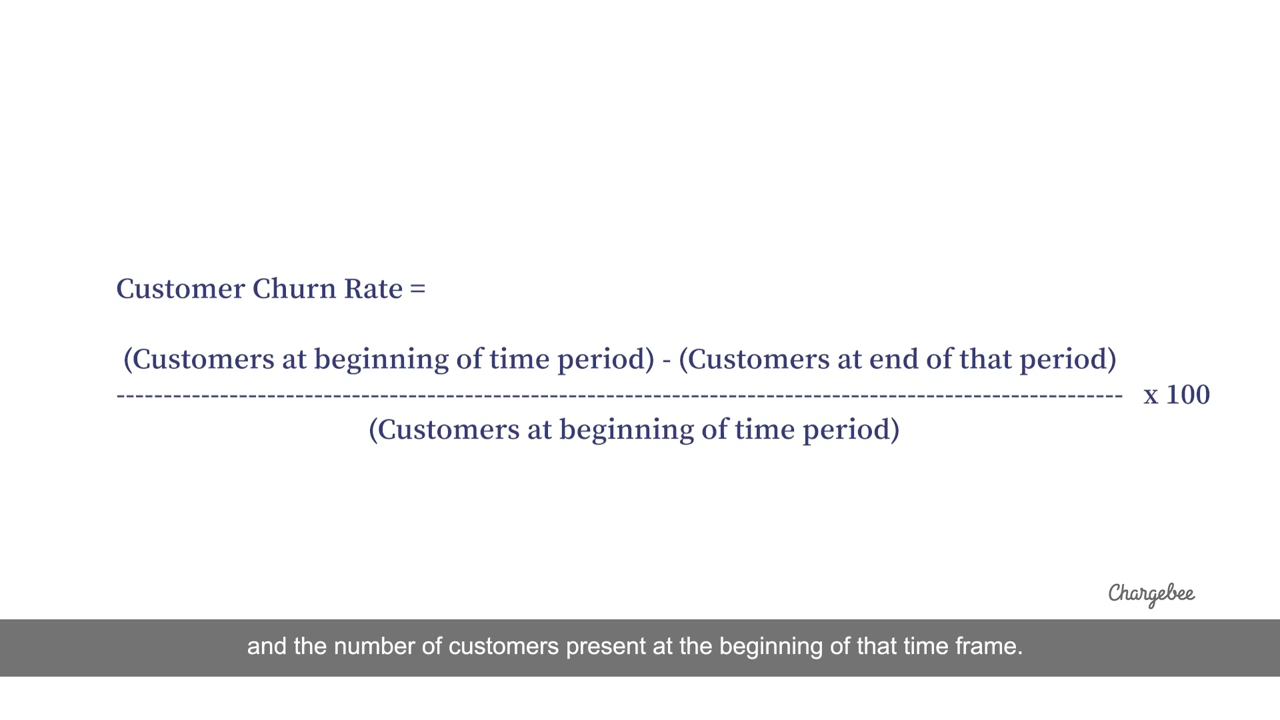 Customer Churn Rate =
(Customers at beginning of time period) - (Customers at end of that period)
------------------------------------------------------------------------------------------------------------ x 100
(Customers at beginning of time period)
Chargebee
and the number of customers present at the beginning of that time frame.